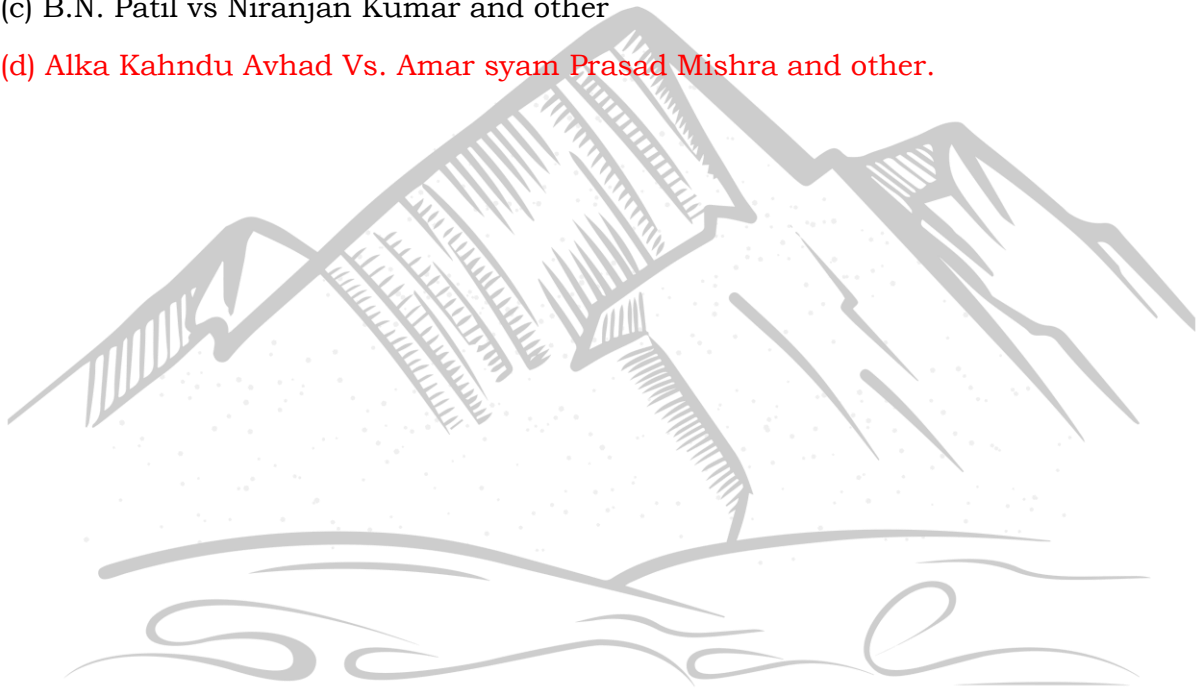 (c) B.N. Patil vs Niranjan Kumar and other
(d) Alka Kahndu Avhad Vs. Amar syam Prasad Mishra and other.